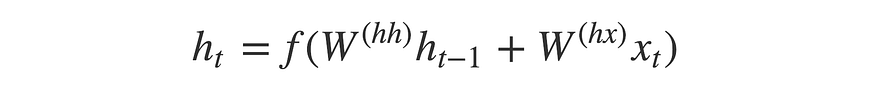 h_t = f(W^{(hh)}h_{t-1} + W^{(hx)}x_t)